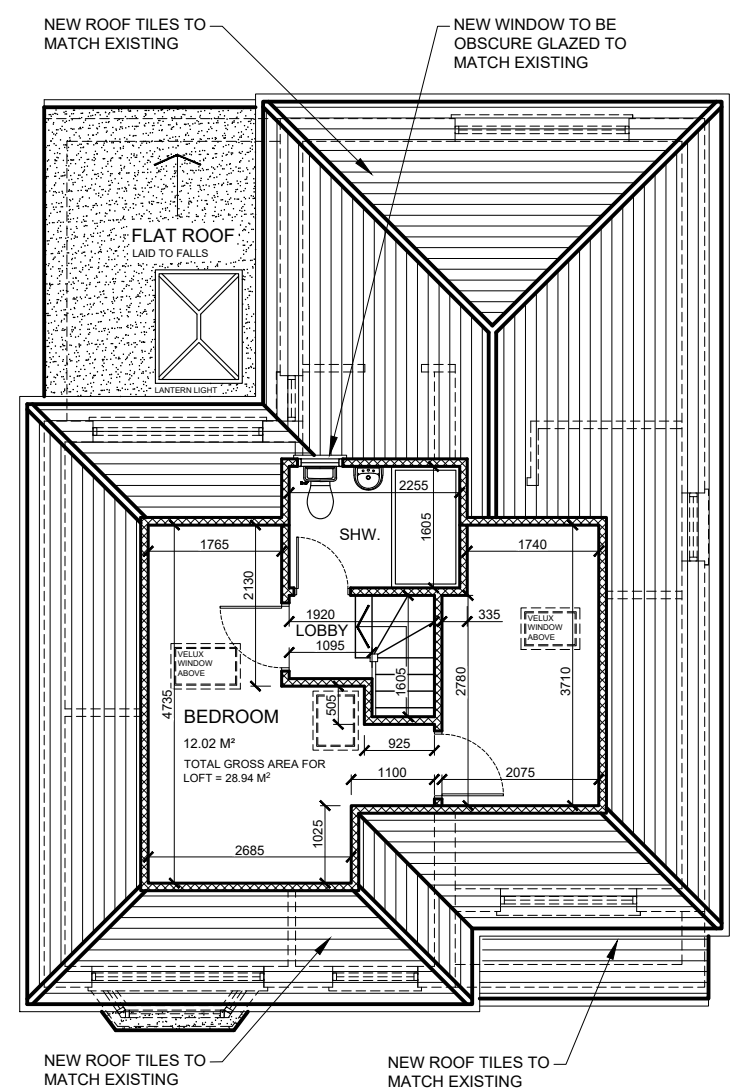 NEW ROOF TILES TO
MATCH EXISTING
NEW WINDOW TO BE
OBSCURE GLAZED TO
MATCH EXISTING
FLAT ROOF
LAID TO FALLS
LANTERN LIGHT
2255
SHW.
1605
1765
2130
1740
1920
LOBBY
335
1095
VELUX
WINDOW
ABOVE
VELUX
WINDOW
ABOVE
4735
1605
2780
3710
505
BEDROOM
12.02 M²
TOTAL GROSS AREA FOR
LOFT = 28.94 M²
925
1100
2075
1025
2685
NEW ROOF TILES TO
MATCH EXISTING
NEW ROOF TILES TO
MATCH EXISTING